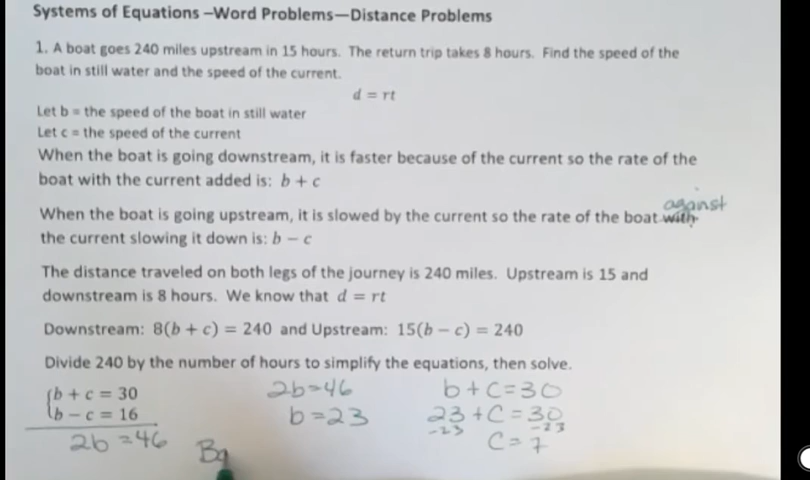 Systems of Equations –Word Problems—Distance Problems
1. A boat goes 240 miles upstream in 15 hours. The return trip takes 8 hours. Find the speed of the
boat in still water and the speed of the current.
d = rt
Let b = the speed of the boat in still water
Let c = the speed of the current
When the boat is going downstream, it is faster because of the current so the rate of the
boat with the current added is: b + c
against
When the boat is going upstream, it is slowed by the current so the rate of the boat with
the current slowing it down is: b − c
The distance traveled on both legs of the journey is 240 miles. Upstream is 15 and
downstream is 8 hours. We know that d = rt
Downstream: 8(b + c) = 240 and Upstream: 15(b − c) = 240
Divide 240 by the number of hours to simplify the equations, then solve.
b + c = 30 2b=46 b+c=30
b − c = 16 b=23 23+c=30
-23 -23
2b=46 c=7